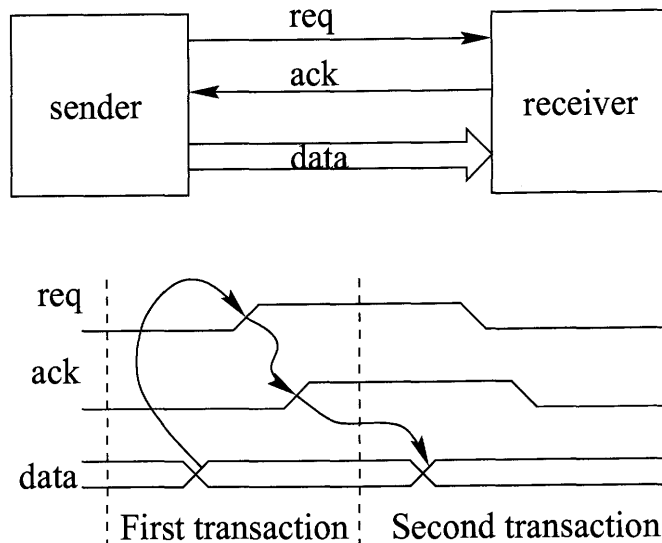 req
ack
sender
receiver
data
req
ack
data
First transaction
Second transaction